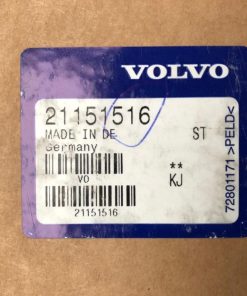 VOLVO
21151516
MADE IN DE
ST
Germany
**
VO
KJ
21151516
72801171 >PELD<